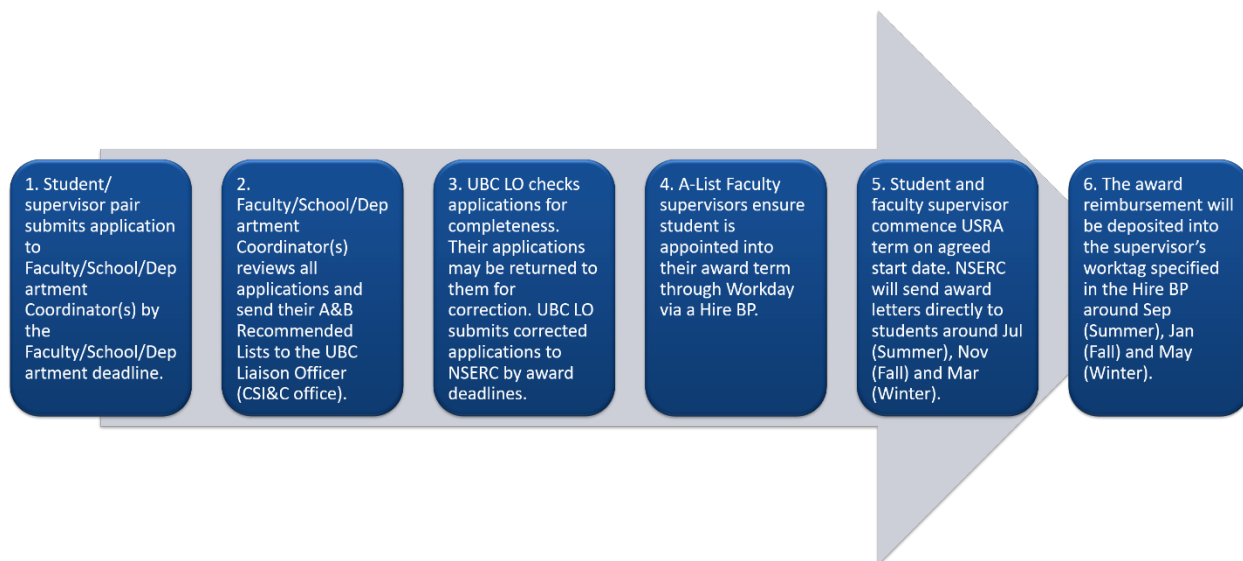 1. Student/
supervisor pair
submits application
to
Faculty/School/Dep
artment
Coordinator(s) by
the
Faculty/School/Dep
artment deadline.
2.
Faculty/School/Dep
artment
Coordinator(s)
reviews all
applications and
send their A&B
Recommended
Lists to the UBC
Liaison Officer
(CSI&C office).
3. UBC LO checks
applications for
completeness.
Their applications
may be returned to
them for
correction. UBC LO
submits corrected
applications to
NSERC by award
deadlines.
4. A-List Faculty
supervisors ensure
student is
appointed into
their award term
through Workday
via a Hire BP.
5. Student and
faculty supervisor
commence USRA
term on agreed
start date. NSERC
will send award
letters directly to
students around Jul
(Summer), Nov
(Fall) and Mar
(Winter).
6. The award
reimbursement will
be deposited into
the supervisor's
worktag specified
in the Hire BP
around Sep
(Summer), Jan
(Fall) and May
(Winter).